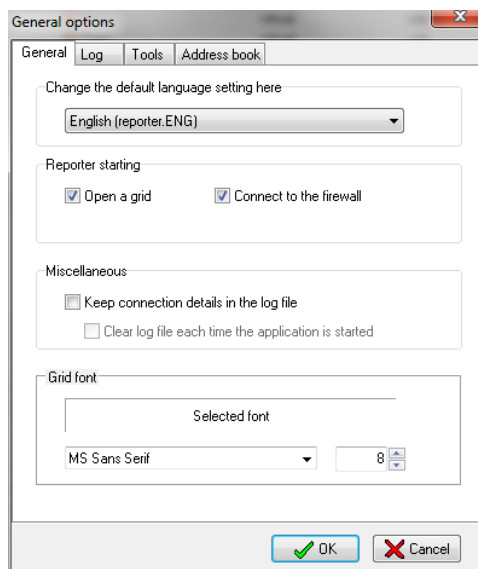 General options
General Log Tools Address book
Change the default language setting here
English (reporter.ENG)
Reporter starting
Open a grid Connect to the firewall
Miscellaneous
Keep connection details in the log file
Clear log file each time the application is started
Grid font
Selected font
MS Sans Serif 8
OK Cancel